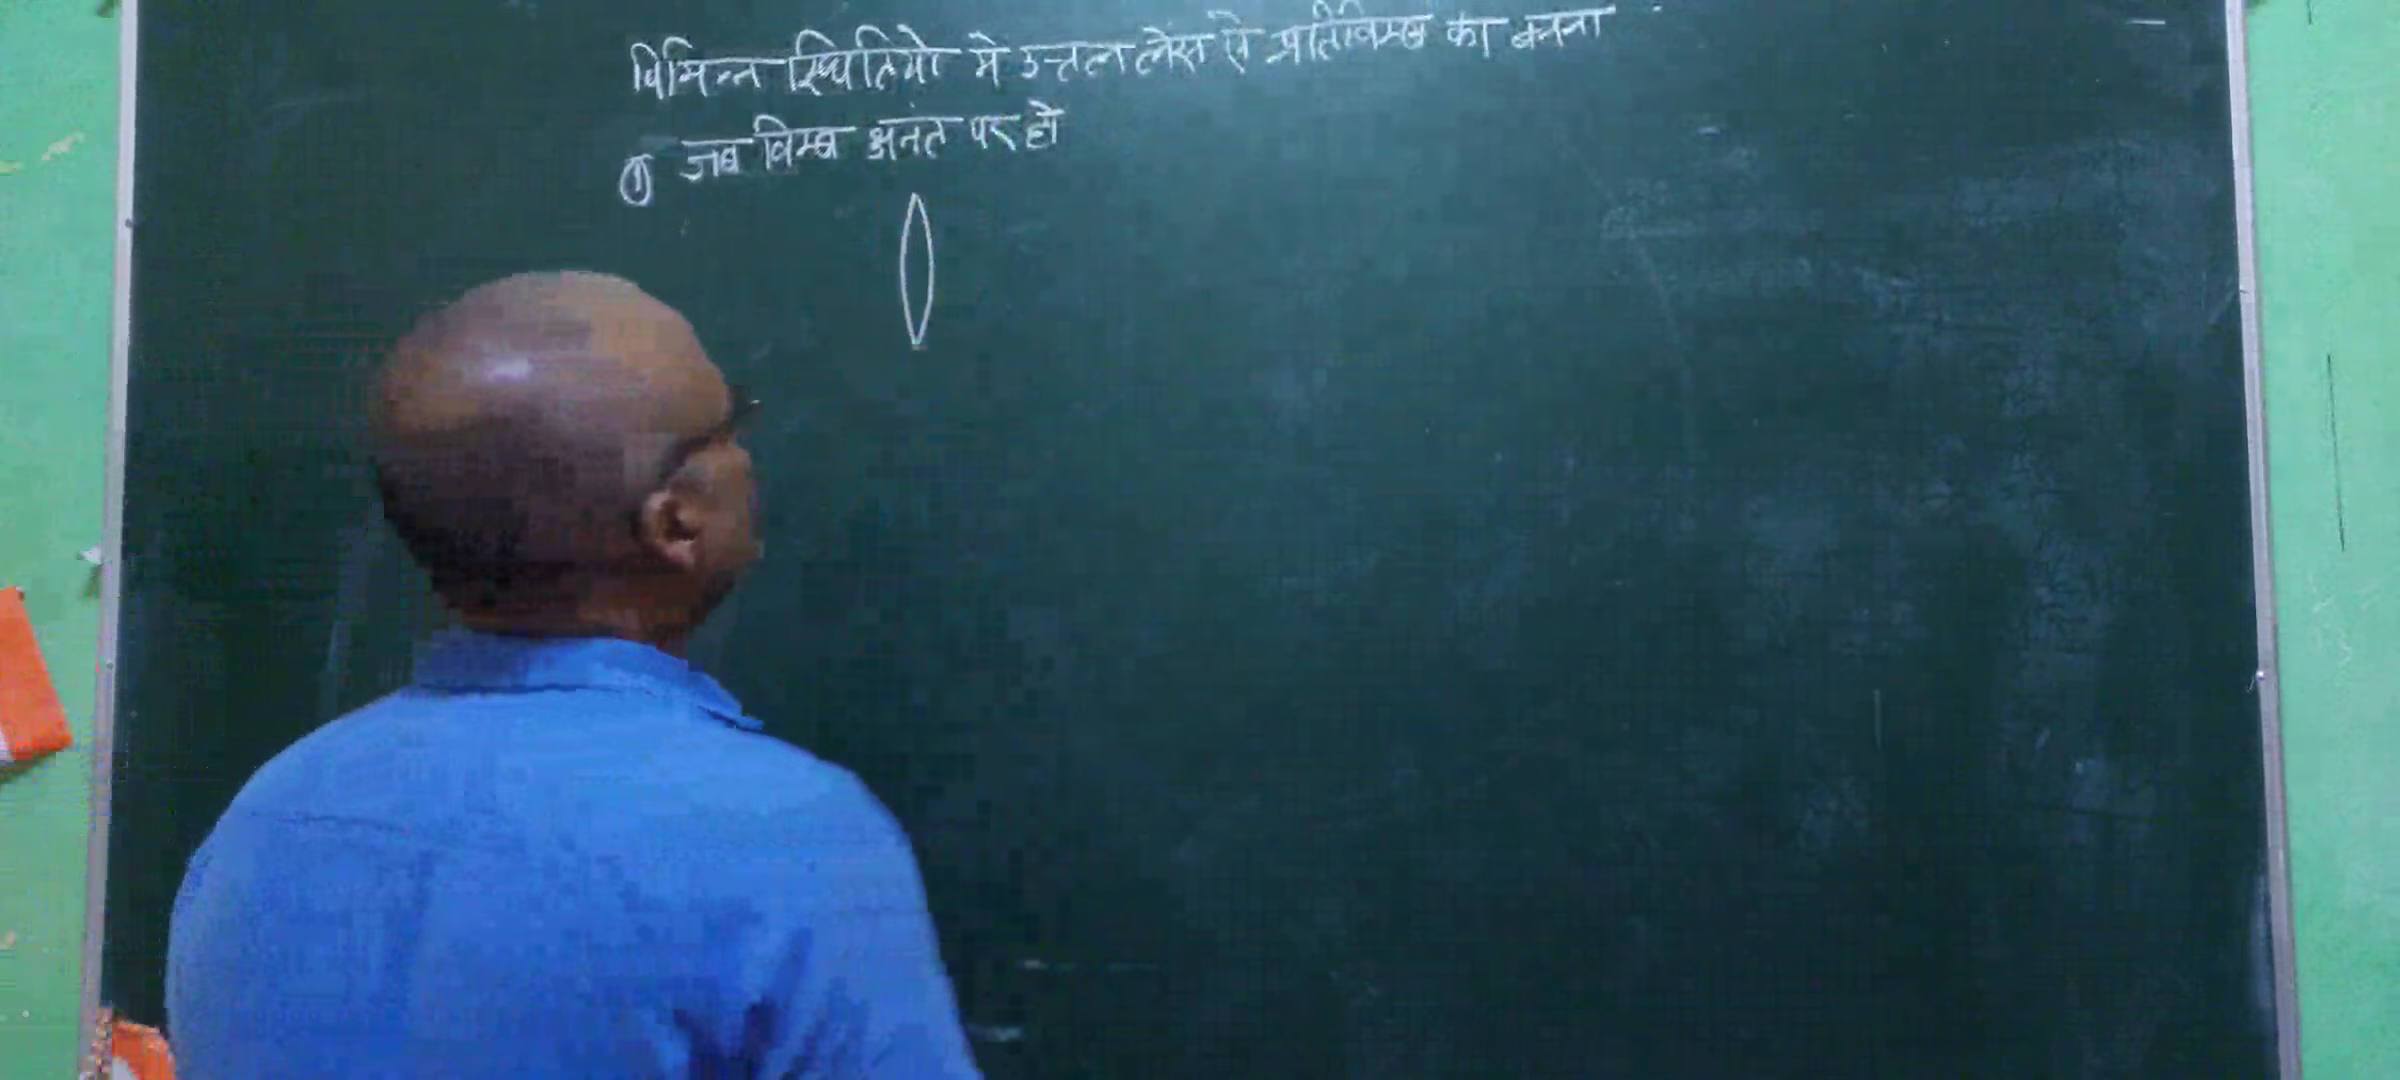 विभिन्न स्थितियो मे उत्तल लेंस से प्रतिविम्ब का बनना
① जब विम्ब अनंत पर हो